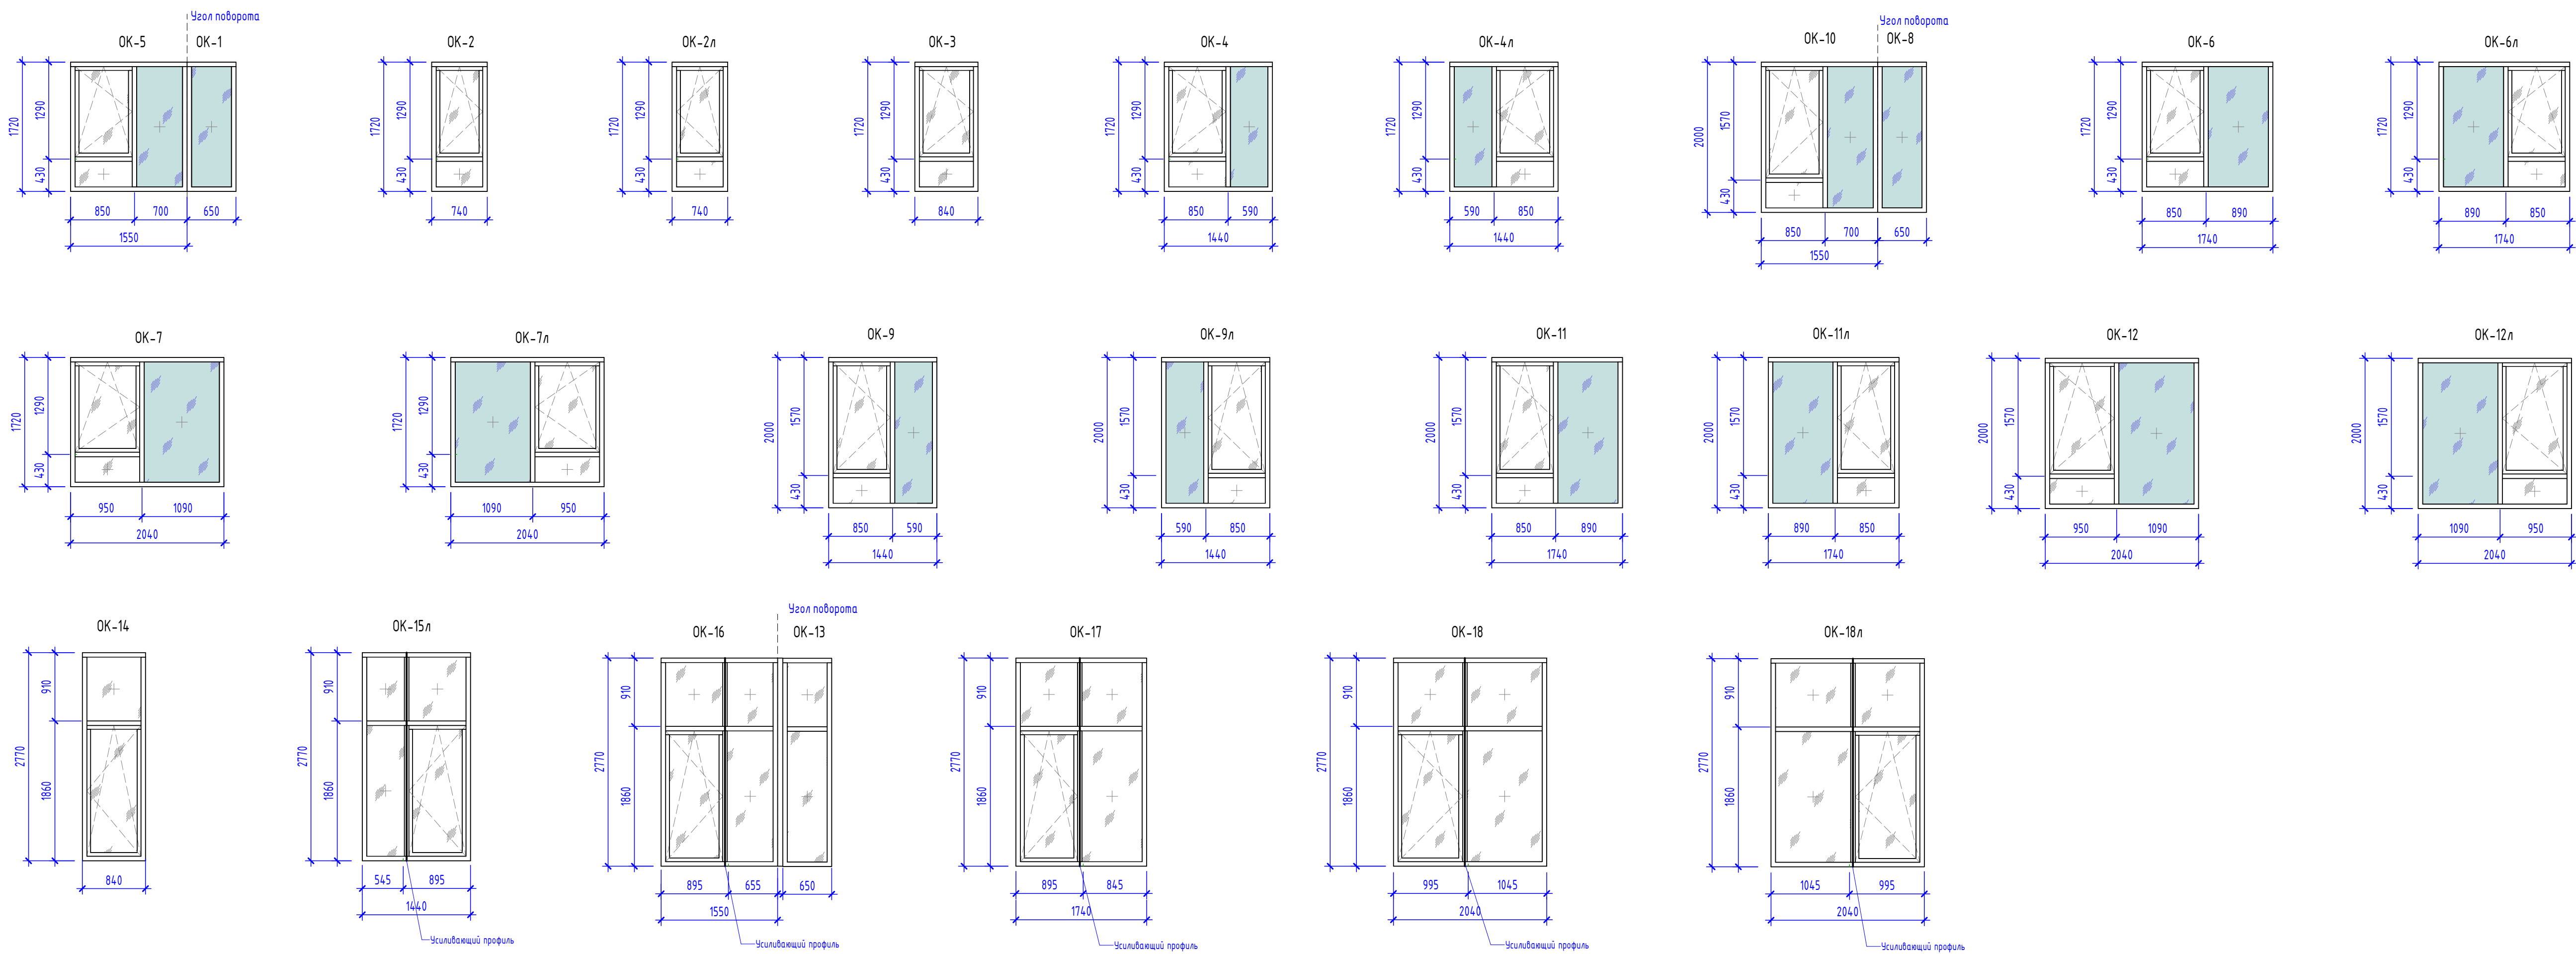 Угол поворота
ОК-5 ОК-1
1720 1290 430
850 700 650
1550
ОК-2
1720 1290 430
740
ОК-2л
1720 1290 430
740
ОК-3
1720 1290 430
840
ОК-4
1720 1290 430
850 590
1440
ОК-4л
1720 1290 430
590 850
1440
Угол поворота
ОК-10 ОК-8
2000 1570 430
850 700 650
1550
ОК-6
1720 1290 430
850 890
1740
ОК-6л
1720 1290 430
890 850
1740
ОК-7
1720 1290 430
950 1090
2040
ОК-7л
1720 1290 430
1090 950
2040
ОК-9
2000 1570 430
850 590
1440
ОК-9л
2000 1570 430
590 850
1440
ОК-11
2000 1570 430
850 890
1740
ОК-11л
2000 1570 430
890 850
1740
ОК-12
2000 1570 430
950 1090
2040
ОК-12л
2000 1570 430
1090 950
2040
ОК-14
2770 910 1860
840
ОК-15л
2770 910 1860
545 895
1440
Усиливающий профиль
Угол поворота
ОК-16 ОК-13
2770 910 1860
895 655 650
1550
Усиливающий профиль
ОК-17
2770 910 1860
895 845
1740
Усиливающий профиль
ОК-18
2770 910 1860
995 1045
2040
Усиливающий профиль
ОК-18л
2770 910 1860
1045 995
2040
Усиливающий профиль